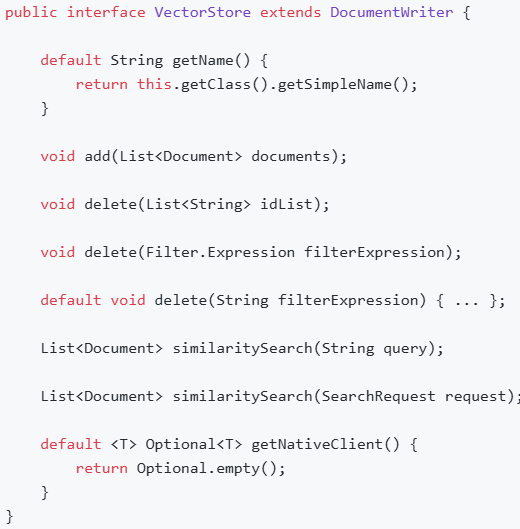 public interface VectorStore extends DocumentWriter {
default String getName() {
return this.getClass().getSimpleName();
}
void add(List<Document> documents);
void delete(List<String> idList);
void delete(Filter.Expression filterExpression);
default void delete(String filterExpression) { ... };
List<Document> similaritySearch(String query);
List<Document> similaritySearch(SearchRequest request);
default <T> Optional<T> getNativeClient() {
return Optional.empty();
}
}